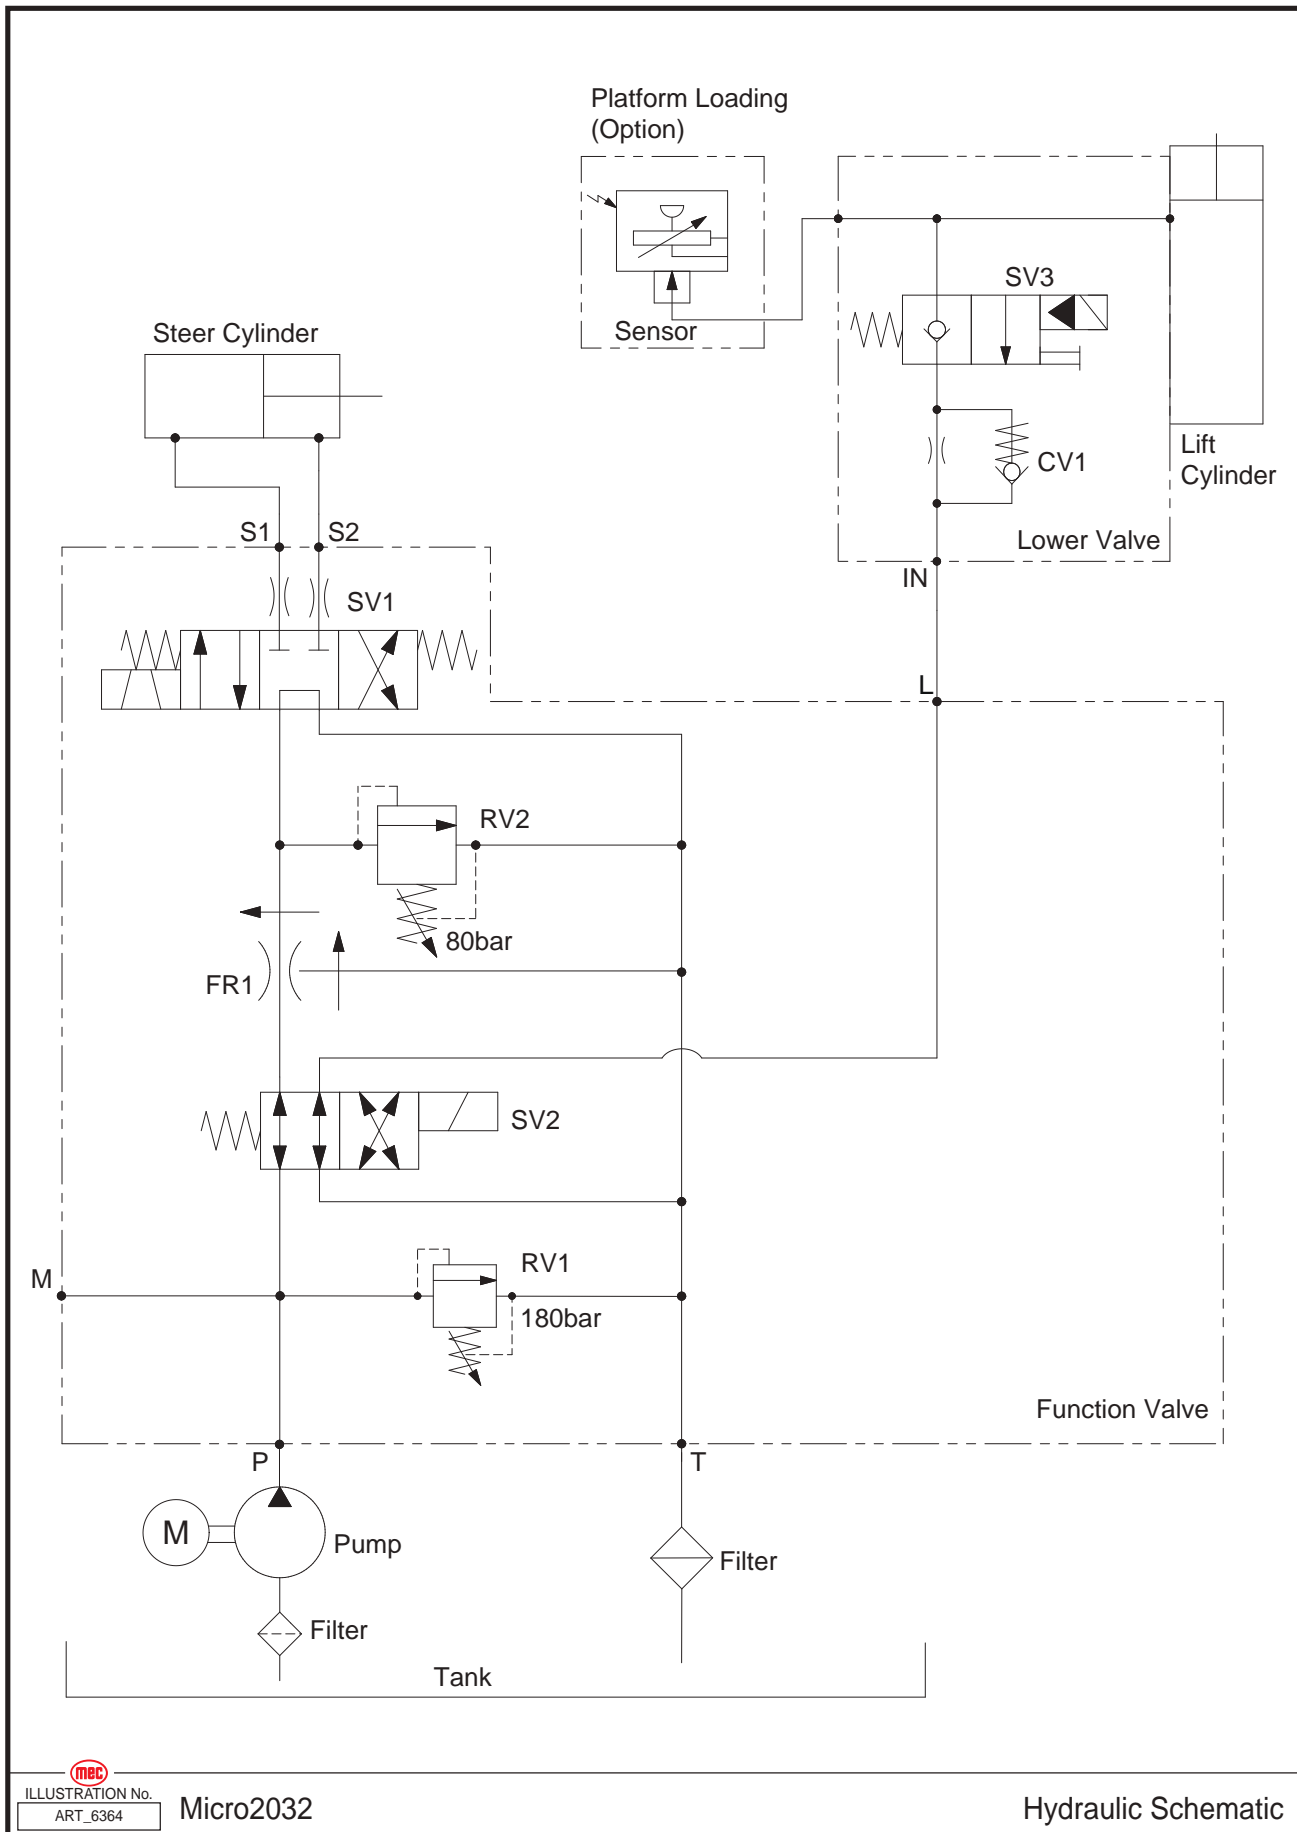 Platform Loading
(Option)
SV3
Sensor
Steer Cylinder
Lift
Cylinder
CV1
S1
S2
Lower Valve
IN
SV1
L
RV2
80bar
FR1
SV2
M
RV1
180bar
Function Valve
P
T
M
Pump
Filter
Filter
Tank
mec
ILLUSTRATION No.
ART_6364
Micro2032
Hydraulic Schematic